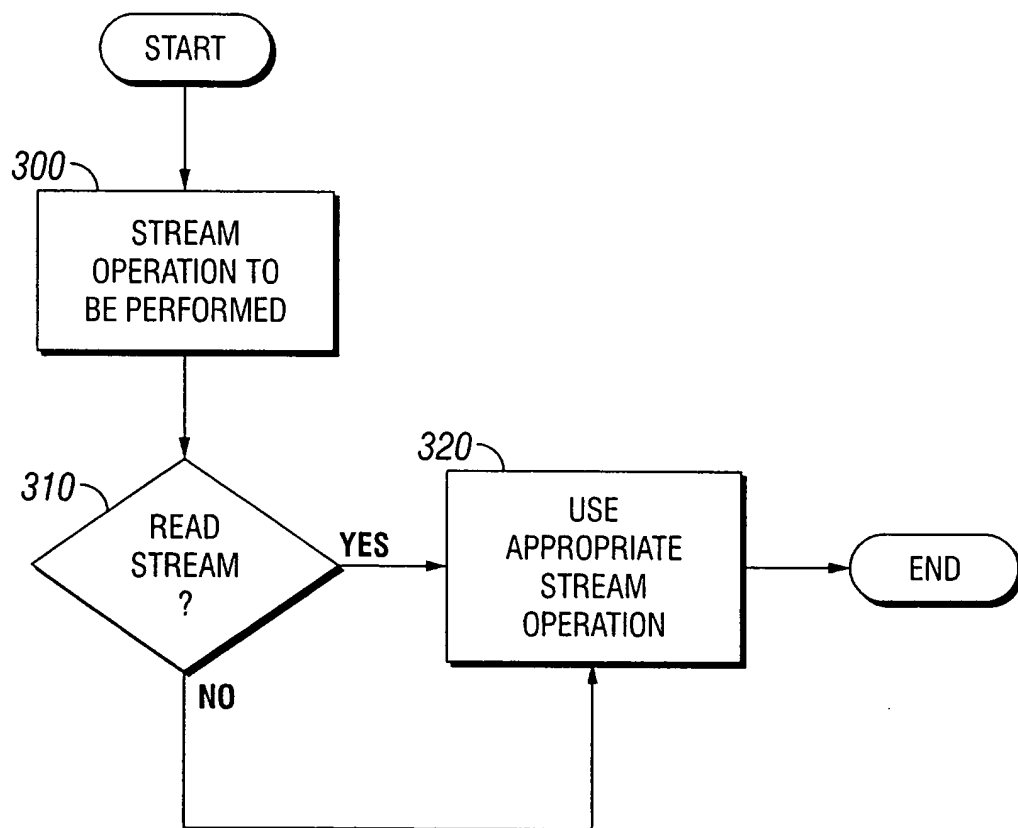 START
300
STREAM
OPERATION TO
BE PERFORMED
310
READ
STREAM
?
YES
NO
320
USE
APPROPRIATE
STREAM
OPERATION
END